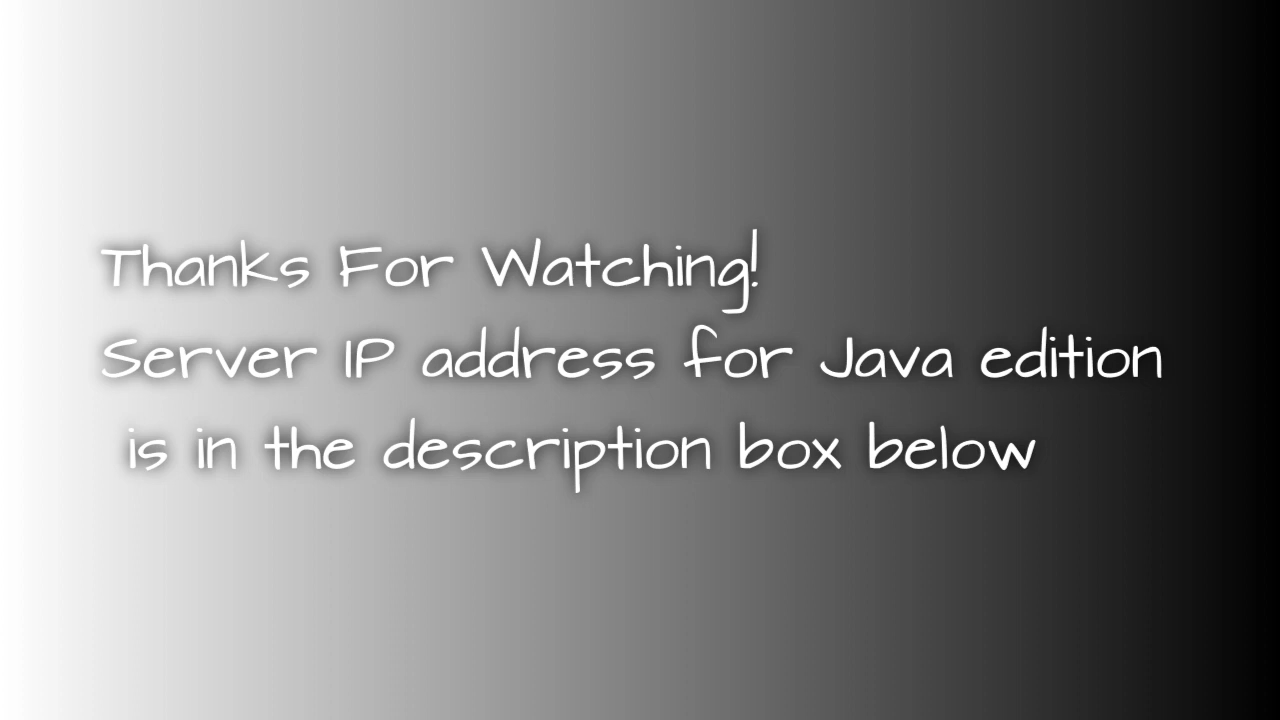 Thanks For Watching!
Server IP address for Java edition
is in the description box below